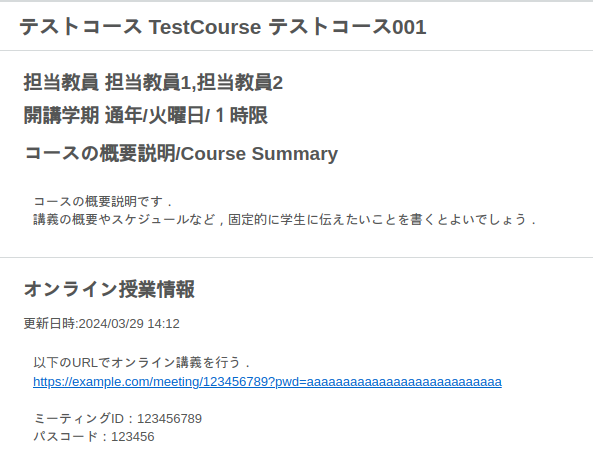 テストコース TestCourse テストコース001
担当教員 担当教員1,担当教員2
開講学期 通年/火曜日/１時限
コースの概要説明/Course Summary
コースの概要説明です．
講義の概要やスケジュールなど，固定的に学生に伝えたいことを書くとよいでしょう．
オンライン授業情報
更新日時:2024/03/29 14:12
以下のURLでオンライン講義を行う．
https://example.com/meeting/123456789?pwd=aaaaaaaaaaaaaaaaaaaaaaaaaaa
ミーティングID：123456789
パスコード：123456